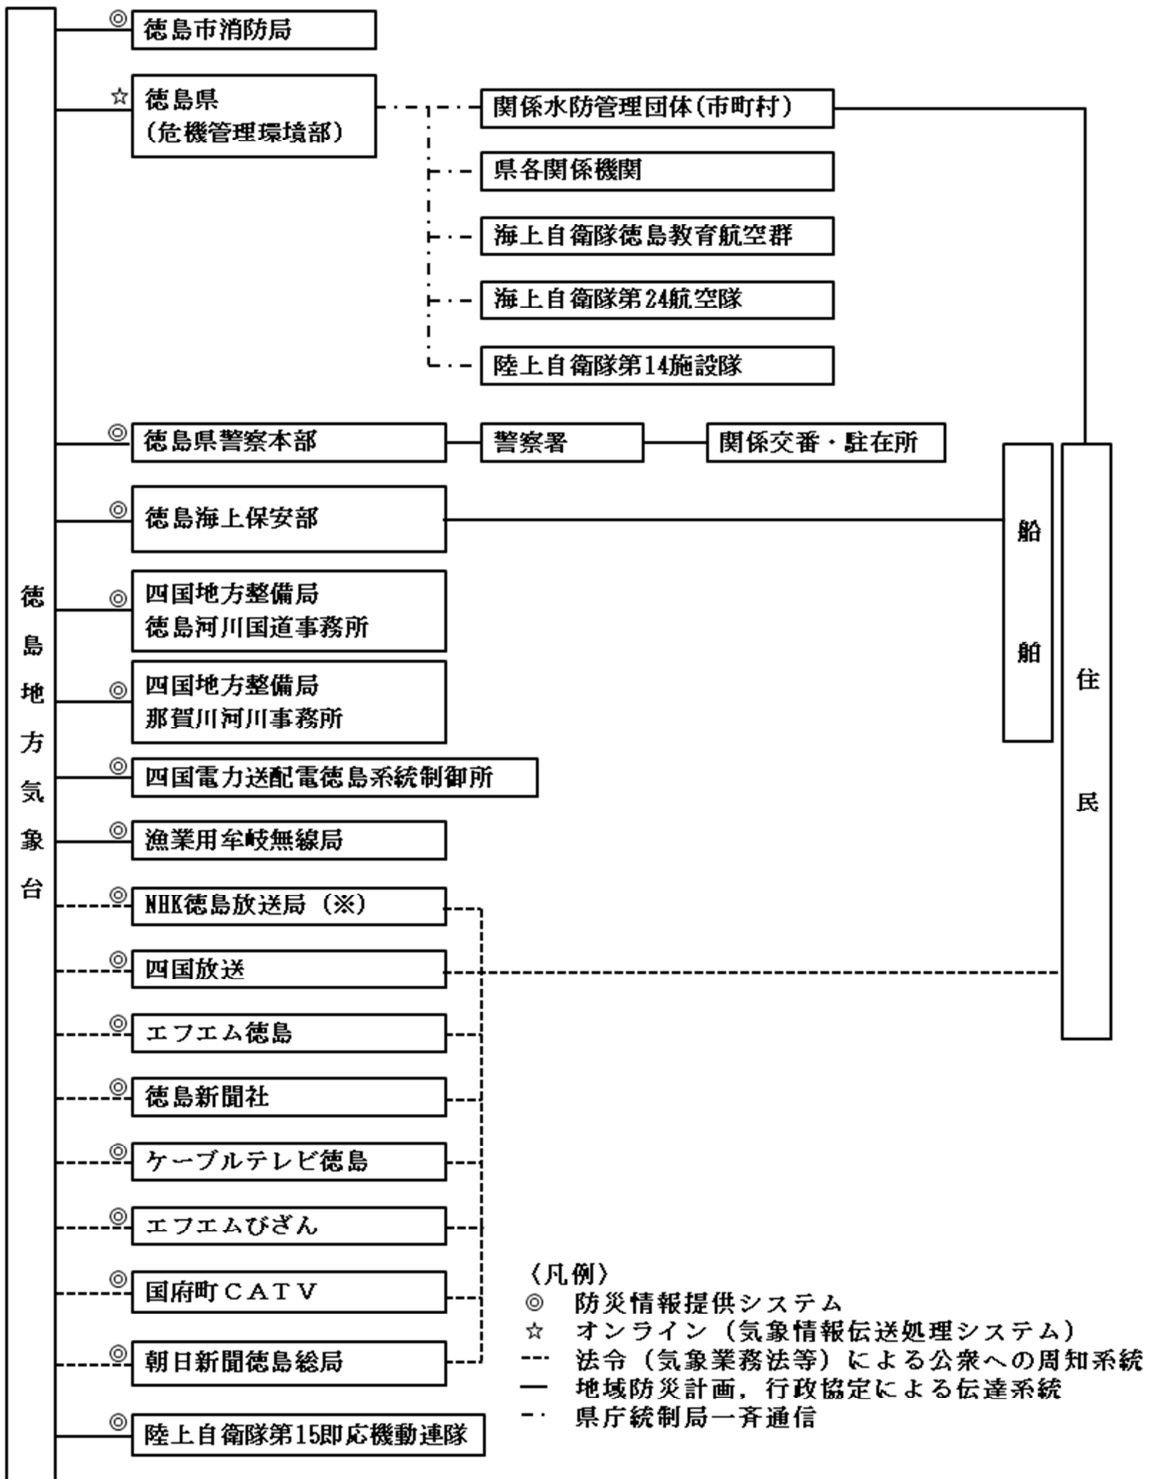 徳島地方気象台
◎
徳島市消防局
☆
徳島県
(危機管理環境部)
関係水防管理団体(市町村)
県各関係機関
海上自衛隊徳島教育航空群
海上自衛隊第24航空隊
陸上自衛隊第14施設隊
◎
徳島県警察本部
警察署
関係交番・駐在所
◎
徳島海上保安部
船舶
住民
◎
四国地方整備局
徳島河川国道事務所
◎
四国地方整備局
那賀川河川事務所
◎
四国電力送配電徳島系統制御所
◎
漁業用牟岐無線局
◎
NHK徳島放送局(※)
◎
四国放送
◎
エフエム徳島
◎
徳島新聞社
◎
ケーブルテレビ徳島
◎
エフエムびざん
◎
国府町CATV
◎
朝日新聞徳島総局
◎
陸上自衛隊第15即応機動連隊
〈凡例〉
◎ 防災情報提供システム
☆ オンライン(気象情報伝送処理システム)
--- 法令(気象業務法等)による公衆への周知系統
― 地域防災計画,行政協定による伝達系統
-・ 県庁統制局一斉通信